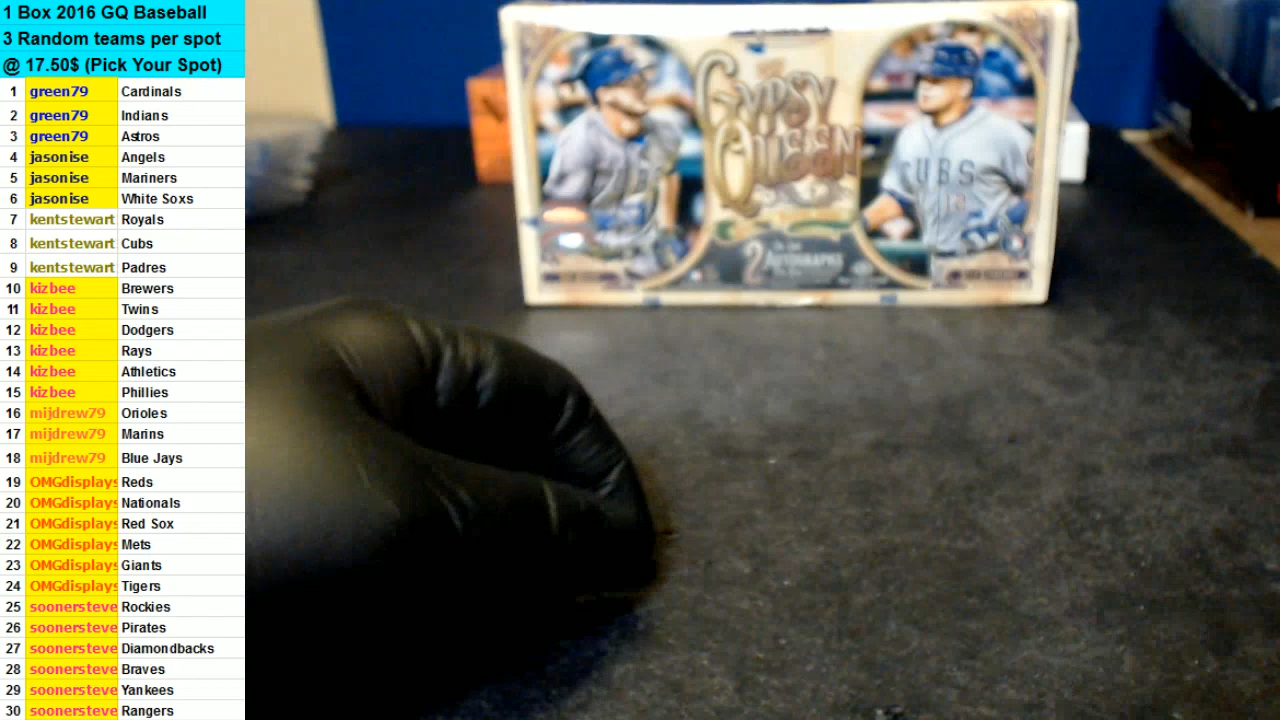 1 Box 2016 GQ Baseball
3 Random teams per spot
@ 17.50$ (Pick Your Spot)
1 green79 Cardinals
2 green79 Indians
3 green79 Astros
4 jasonise Angels
5 jasonise Mariners
6 jasonise White Soxs
7 kentstewart Royals
8 kentstewart Cubs
9 kentstewart Padres
10 kizbee Brewers
11 kizbee Twins
12 kizbee Dodgers
13 kizbee Rays
14 kizbee Athletics
15 kizbee Phillies
16 mijdrew79 Orioles
17 mijdrew79 Marins
18 mijdrew79 Blue Jays
19 OMGdisplays Reds
20 OMGdisplays Nationals
21 OMGdisplays Red Sox
22 OMGdisplays Mets
23 OMGdisplays Giants
24 OMGdisplays Tigers
25 soonersteve Rockies
26 soonersteve Pirates
27 soonersteve Diamondbacks
28 soonersteve Braves
29 soonersteve Yankees
30 soonersteve Rangers
GYPSY
QUEEN
2 AUTOGRAPHS
CUBS